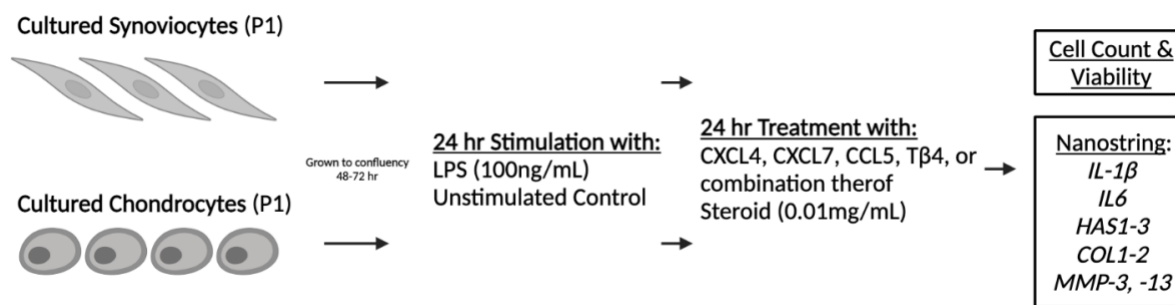 Cultured Synoviocytes (P1)
Grown to confluency
48-72 hr
Cultured Chondrocytes (P1)
24 hr Stimulation with:
LPS (100ng/mL)
Unstimulated Control
24 hr Treatment with:
CXCL4, CXCL7, CCL5, Tβ4, or
combination therof
Steroid (0.01mg/mL)
Cell Count &
Viability
Nanostring:
IL-1β
IL6
HAS1-3
COL1-2
MMP-3, -13